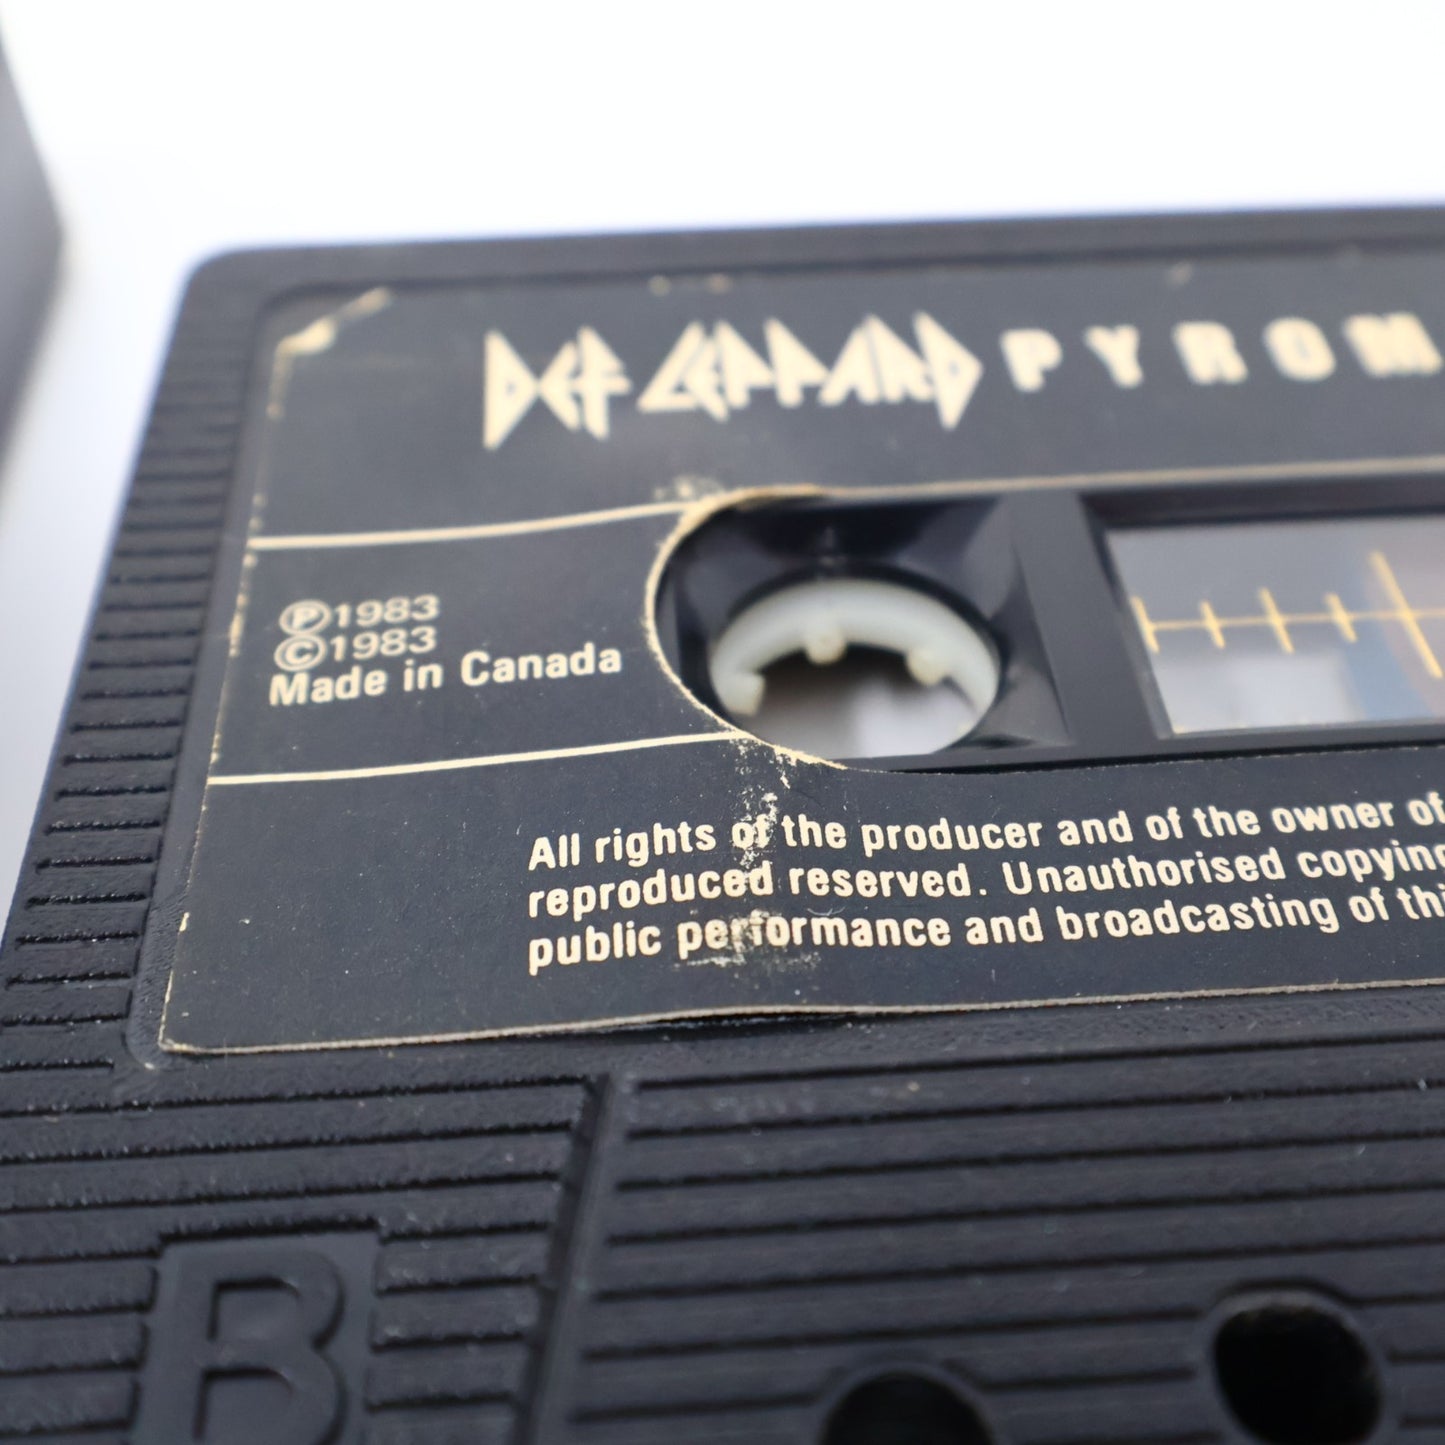 DEF LEPPARD PYROM
Ⓟ1983
©1983
Made in Canada
All rights of the producer and of the owner of
reproduced reserved. Unauthorised copying
public performance and broadcasting of thi
B